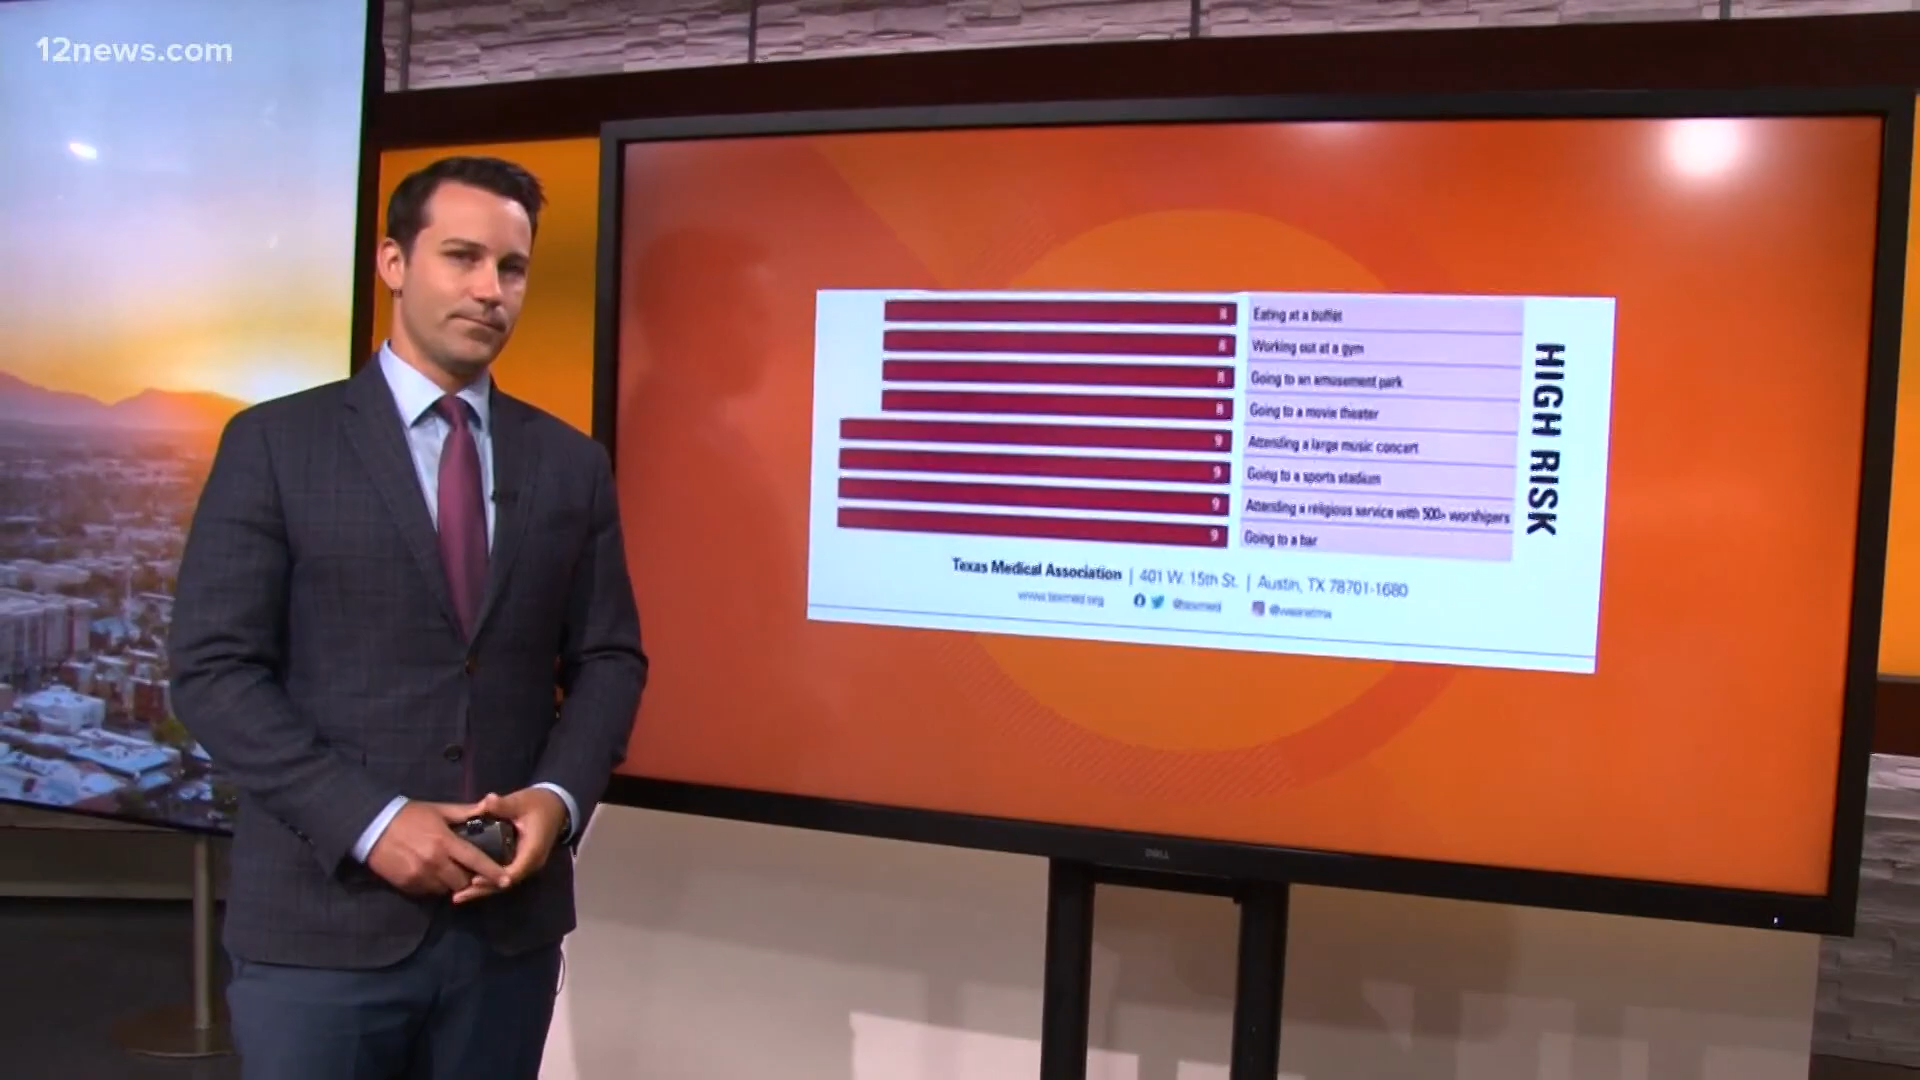 12news.com
8 Eating at a buffet
8 Working out at a gym
8 Going to an amusement park
8 Going to a movie theater
9 Attending a large music concert
9 Going to a sports stadium
9 Attending a religious service with 500+ worshipers
9 Going to a bar
HIGH RISK
Texas Medical Association | 401 W. 15th St. | Austin, TX 78701-1680
www.texmed.org @texmed
DELL